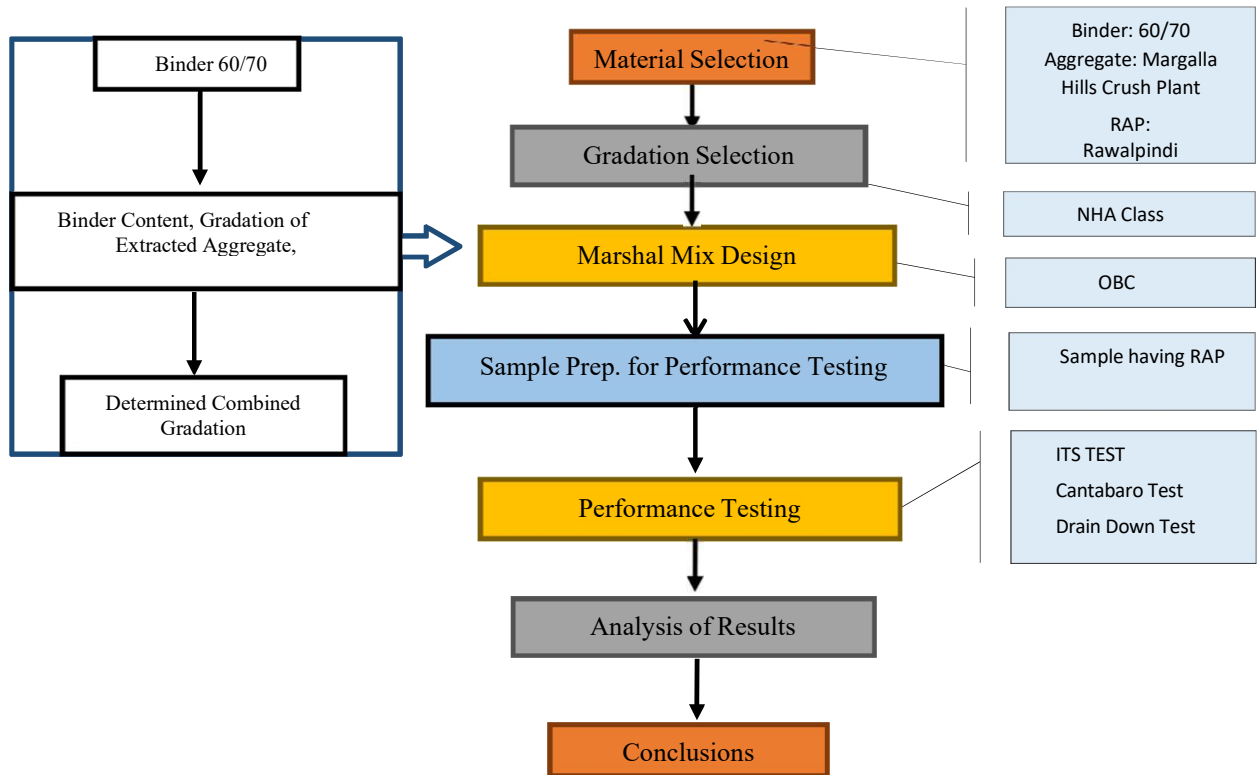 Binder 60/70
Binder Content, Gradation of
Extracted Aggregate,
Determined Combined
Gradation
Material Selection
Gradation Selection
Marshal Mix Design
Sample Prep. for Performance Testing
Performance Testing
Analysis of Results
Conclusions
Binder: 60/70
Aggregate: Margalla
Hills Crush Plant
RAP:
Rawalpindi
NHA Class
OBC
Sample having RAP
ITS TEST
Cantabaro Test
Drain Down Test